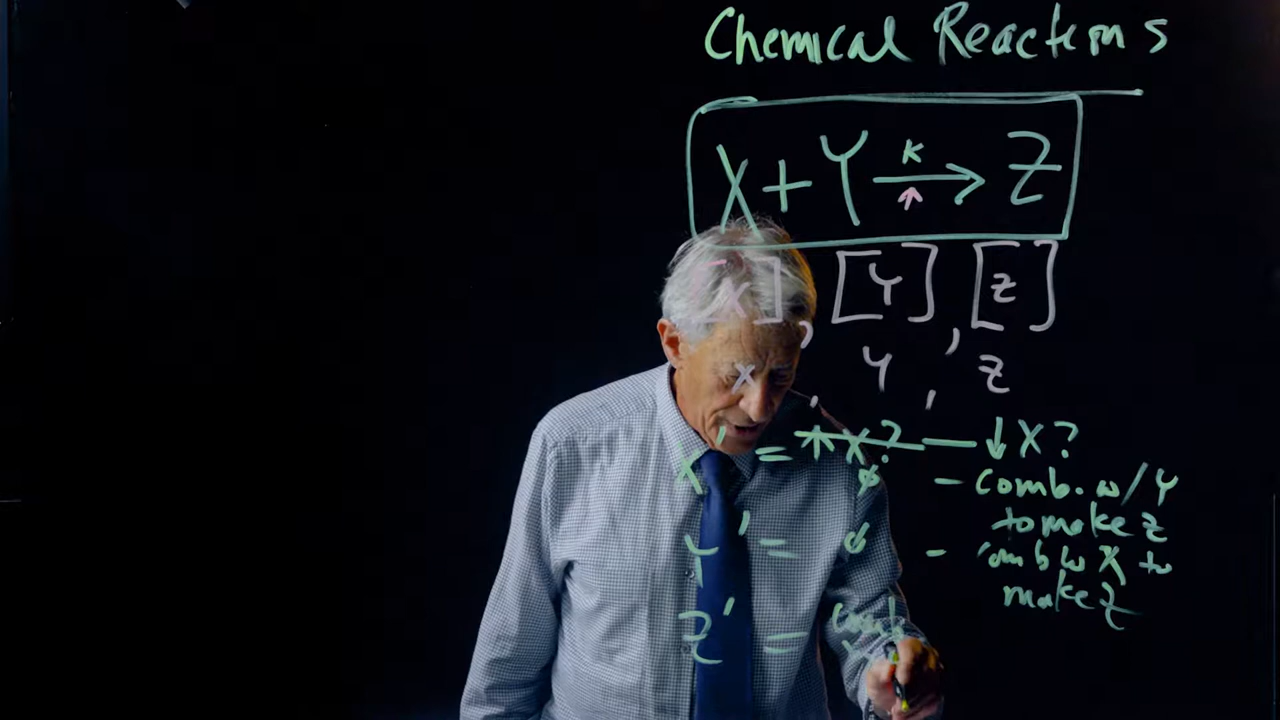 Chemical Reactions
X + Y K → Z
↑
[X], [Y], [Z]
X, Y, Z
X' = ↑ X? — ↓ X?
ø — comb. w/ Y
to make Z
Y' = ø — comb w X to
make Z
Z' =